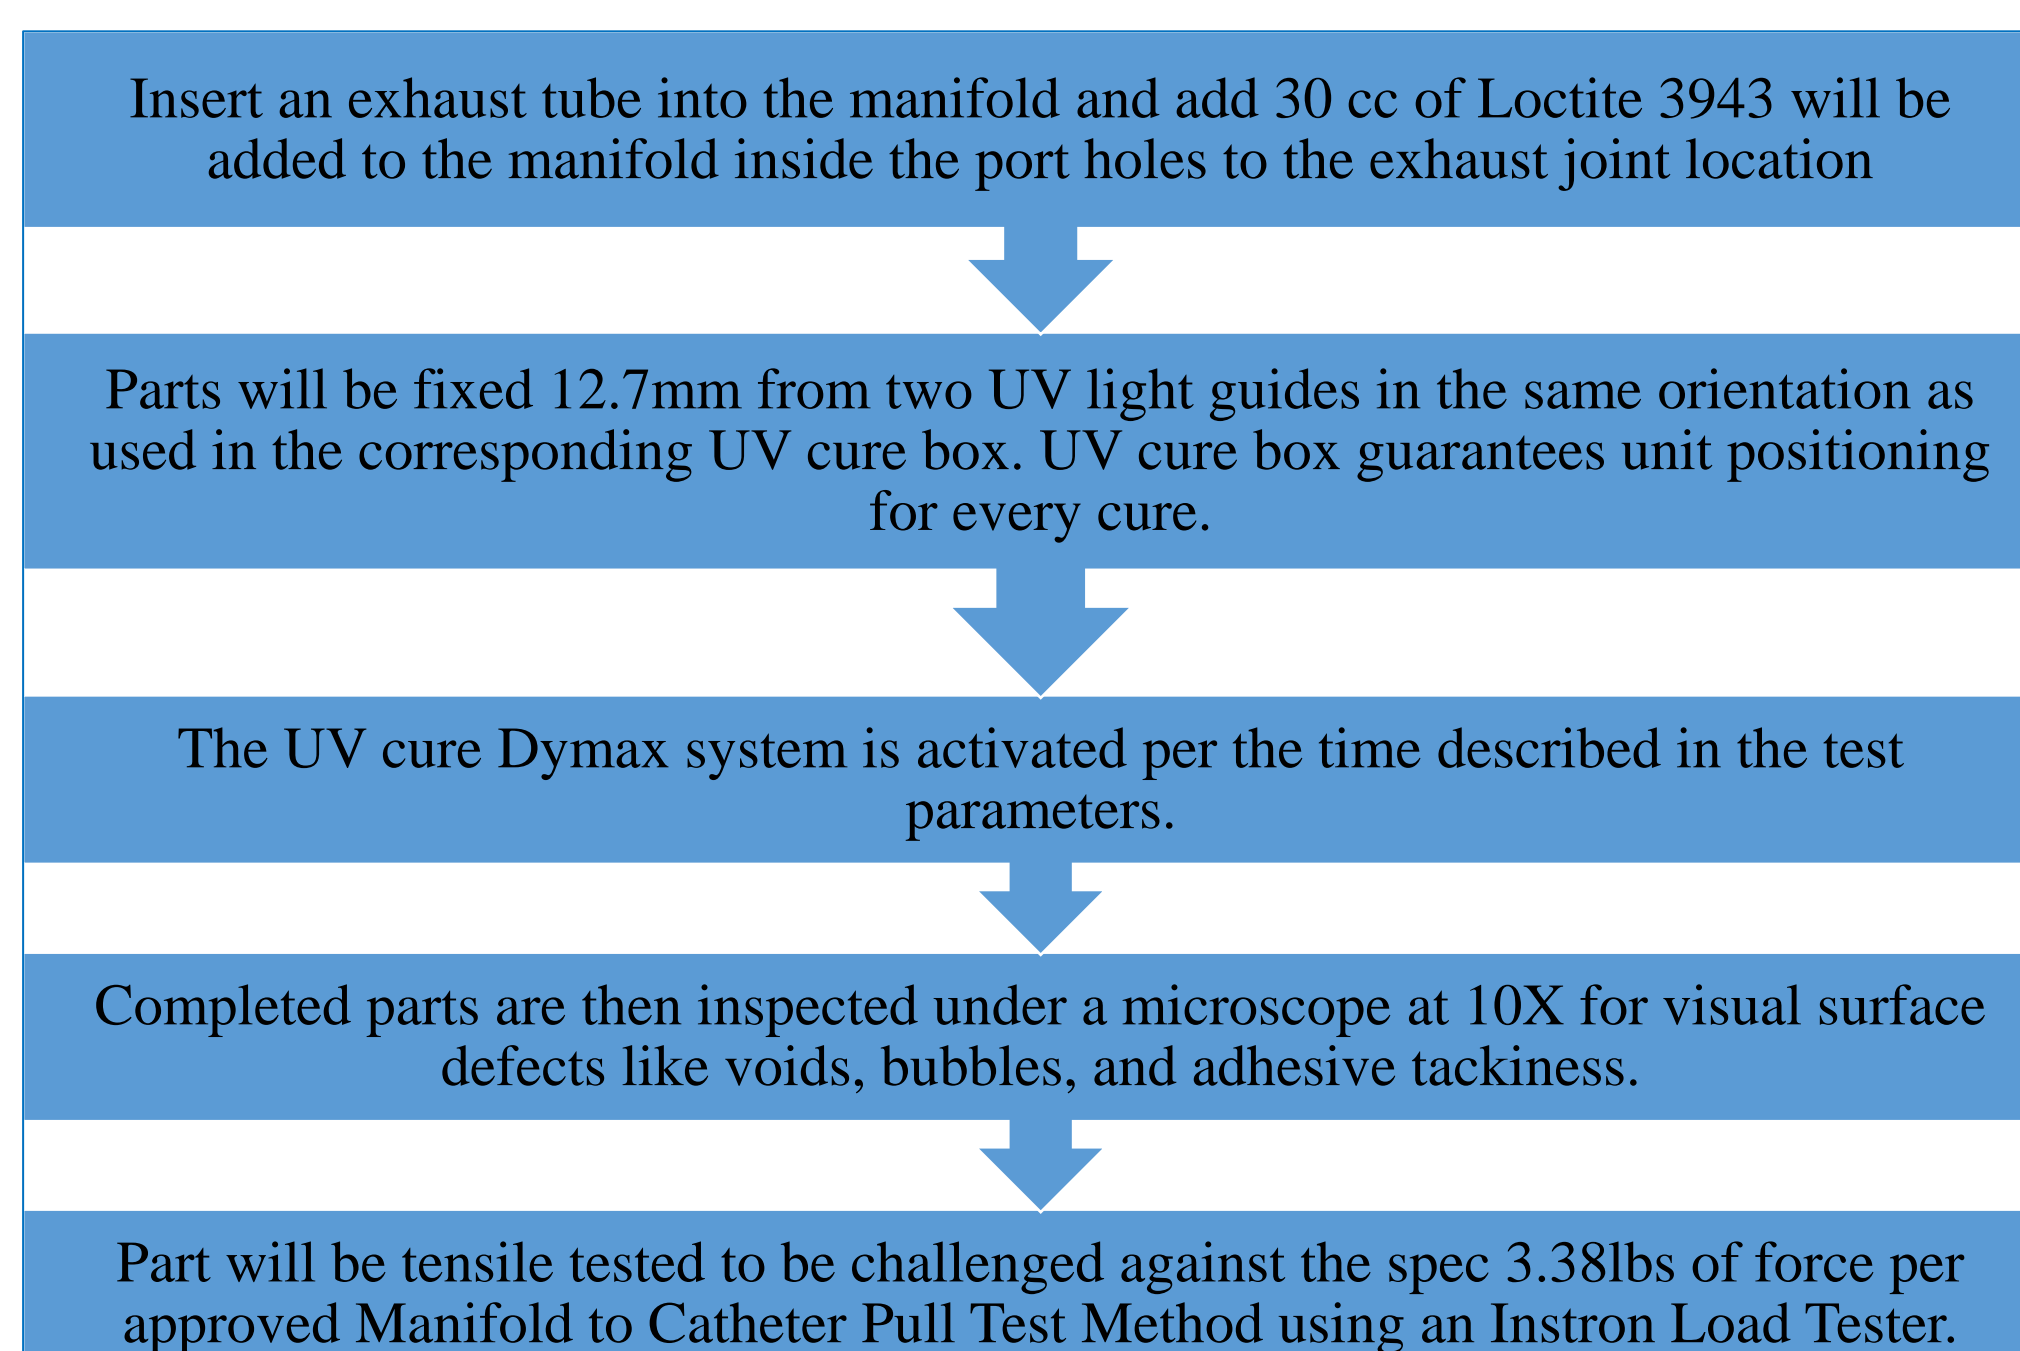 Insert an exhaust tube into the manifold and add 30 cc of Loctite 3943 will be
added to the manifold inside the port holes to the exhaust joint location
Parts will be fixed 12.7mm from two UV light guides in the same orientation as
used in the corresponding UV cure box. UV cure box guarantees unit positioning
for every cure.
The UV cure Dymax system is activated per the time described in the test
parameters.
Completed parts are then inspected under a microscope at 10X for visual surface
defects like voids, bubbles, and adhesive tackiness.
Part will be tensile tested to be challenged against the spec 3.38lbs of force per
approved Manifold to Catheter Pull Test Method using an Instron Load Tester.